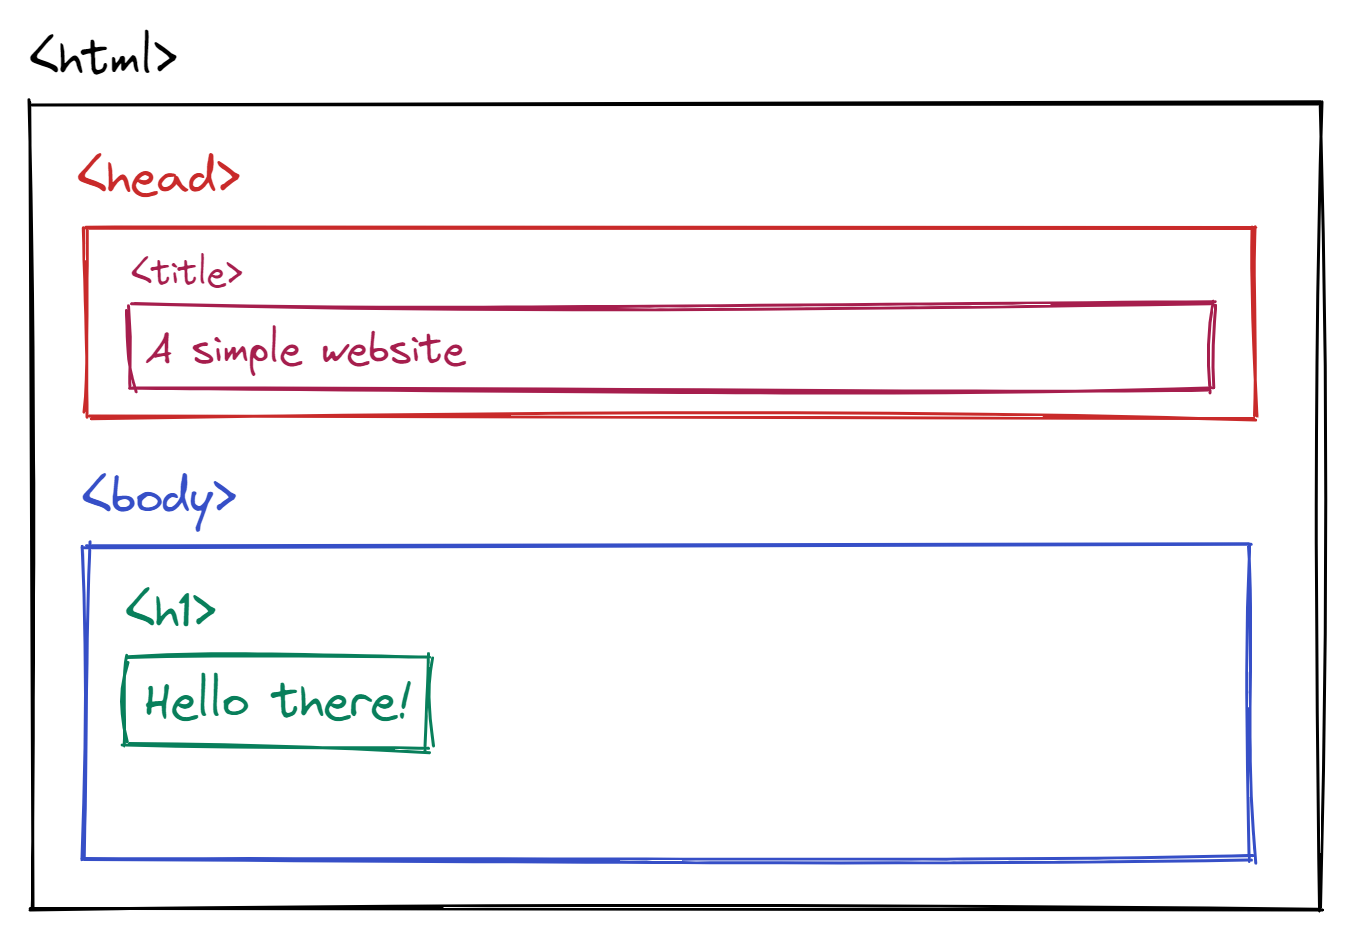 <html>
<head>
<title>
A simple website
<body>
<h1>
Hello there!